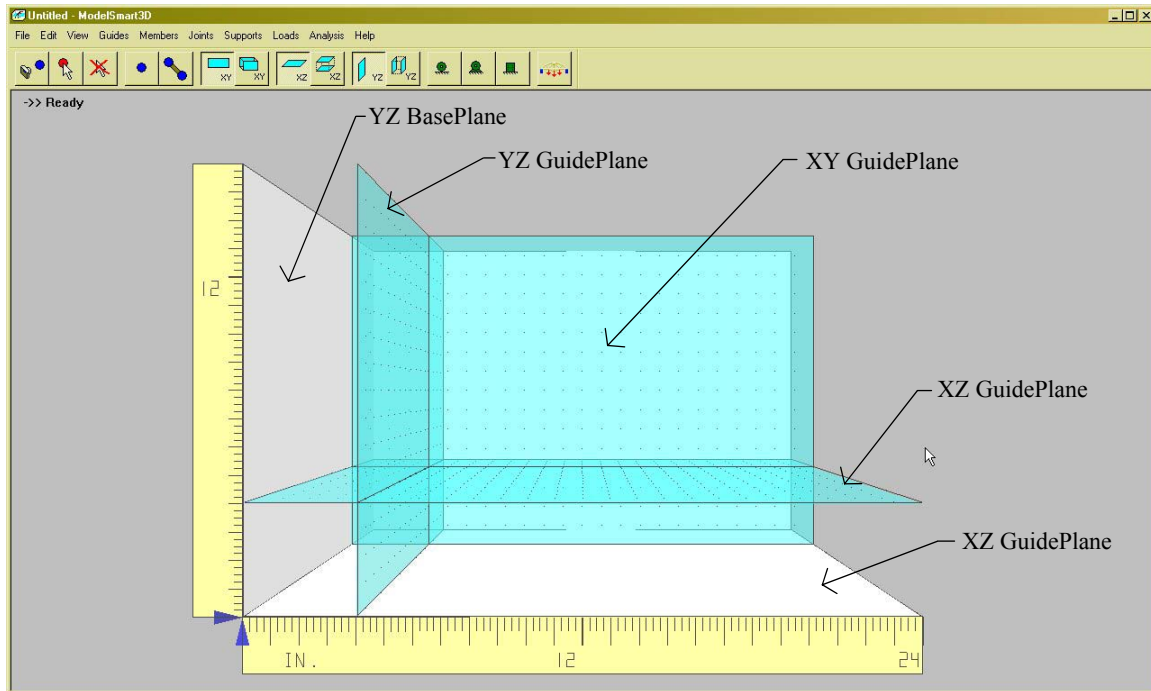 Untitled - ModelSmart3D
File Edit View Guides Members Joints Supports Loads Analysis Help
XY XY XZ XZ YZ YZ
->> Ready
YZ BasePlane
YZ GuidePlane
XY GuidePlane
12
XZ GuidePlane
XZ GuidePlane
IN. 12 24